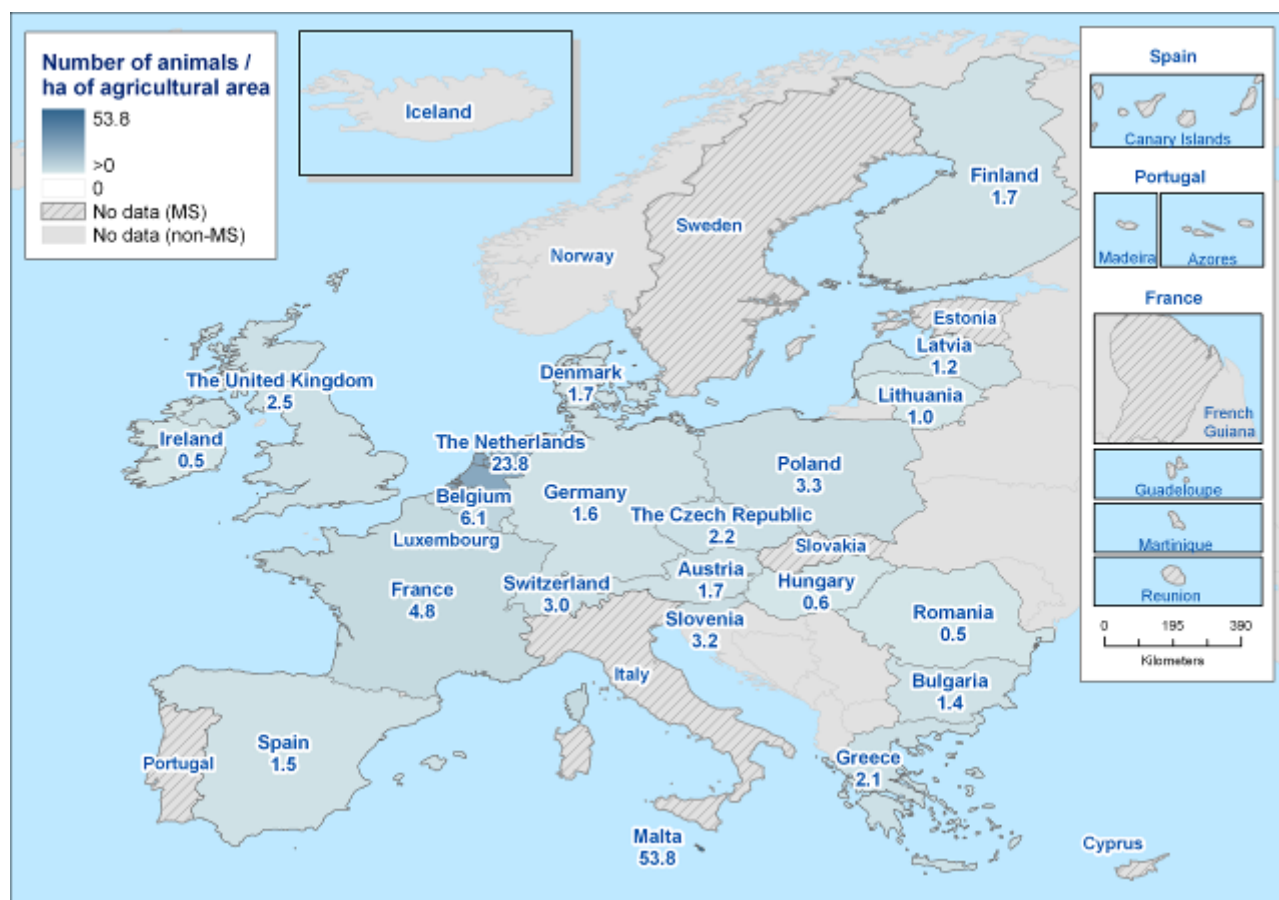 Number of animals /
ha of agricultural area
53.8
>0
0
No data (MS)
No data (non-MS)
Iceland
Spain
Canary Islands
Portugal
Madeira
Azores
France
French
Guiana
Guadeloupe
Martinique
Reunion
0 195 390
Kilometers
Finland
1.7
Sweden
Norway
Estonia
Latvia
1.2
Denmark
1.7
The United Kingdom
2.5
Lithuania
1.0
Ireland
0.5
The Netherlands
23.8
Poland
3.3
Belgium
6.1
Germany
1.6
The Czech Republic
2.2
Luxembourg
Slovakia
Austria
1.7
Switzerland
3.0
Hungary
0.6
France
4.8
Romania
0.5
Slovenia
3.2
Italy
Bulgaria
1.4
Spain
1.5
Portugal
Greece
2.1
Malta
53.8
Cyprus